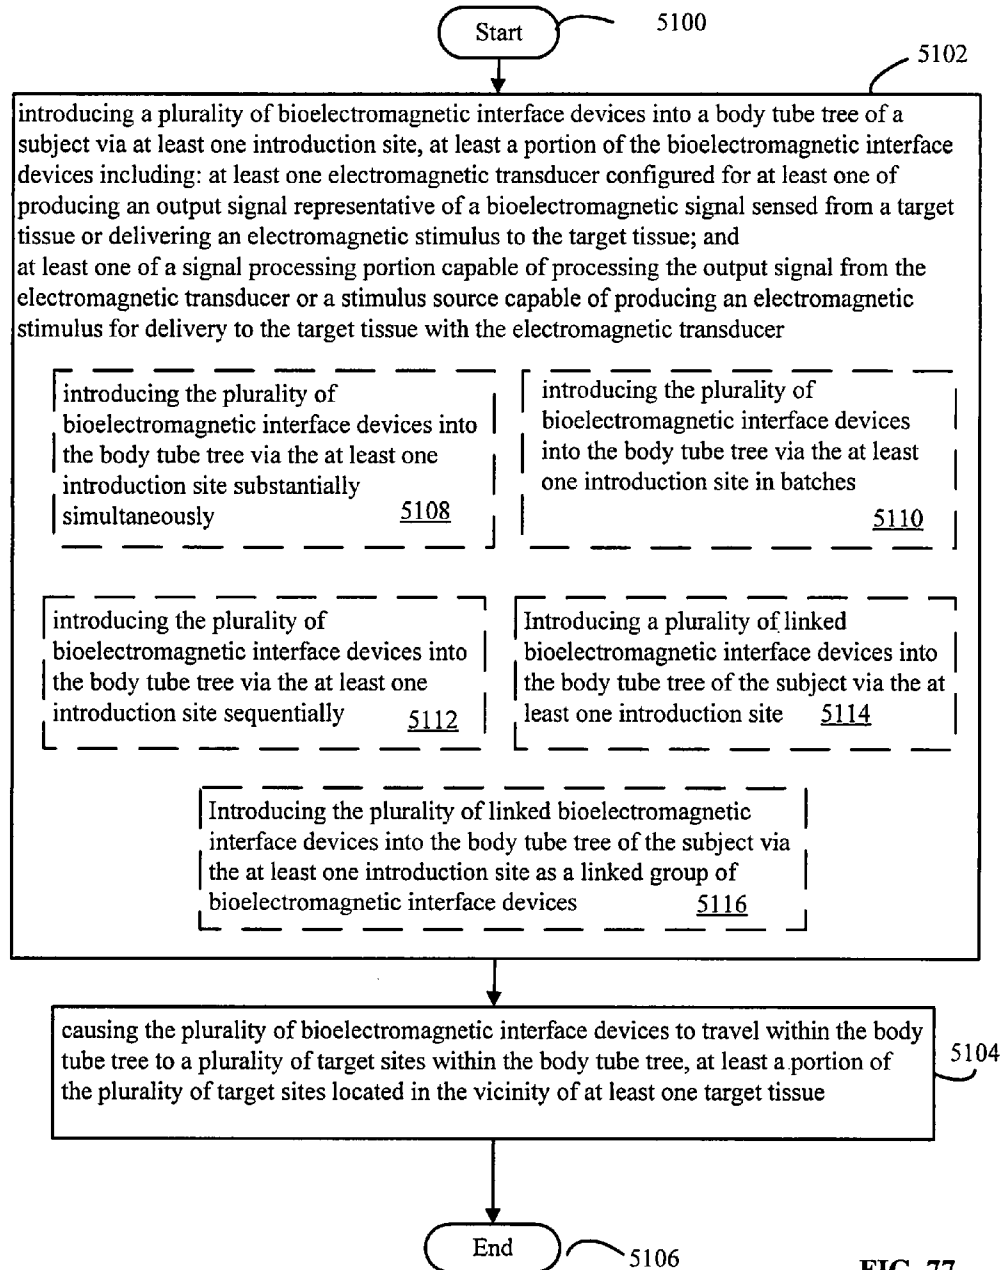 Start
5100
5102
introducing a plurality of bioelectromagnetic interface devices into a body tube tree of a
subject via at least one introduction site, at least a portion of the bioelectromagnetic interface
devices including: at least one electromagnetic transducer configured for at least one of
producing an output signal representative of a bioelectromagnetic signal sensed from a target
tissue or delivering an electromagnetic stimulus to the target tissue; and
at least one of a signal processing portion capable of processing the output signal from the
electromagnetic transducer or a stimulus source capable of producing an electromagnetic
stimulus for delivery to the target tissue with the electromagnetic transducer
introducing the plurality of
bioelectromagnetic interface devices into
the body tube tree via the at least one
introduction site substantially
simultaneously
5108
introducing the plurality of
bioelectromagnetic interface devices
into the body tube tree via the at least
one introduction site in batches
5110
introducing the plurality of
bioelectromagnetic interface devices into
the body tube tree via the at least one
introduction site sequentially
5112
Introducing a plurality of linked
bioelectromagnetic interface devices into
the body tube tree of the subject via the at
least one introduction site
5114
Introducing the plurality of linked bioelectromagnetic
interface devices into the body tube tree of the subject via
the at least one introduction site as a linked group of
bioelectromagnetic interface devices
5116
causing the plurality of bioelectromagnetic interface devices to travel within the body
tube tree to a plurality of target sites within the body tube tree, at least a portion of
the plurality of target sites located in the vicinity of at least one target tissue
5104
End
5106
FIG. 77